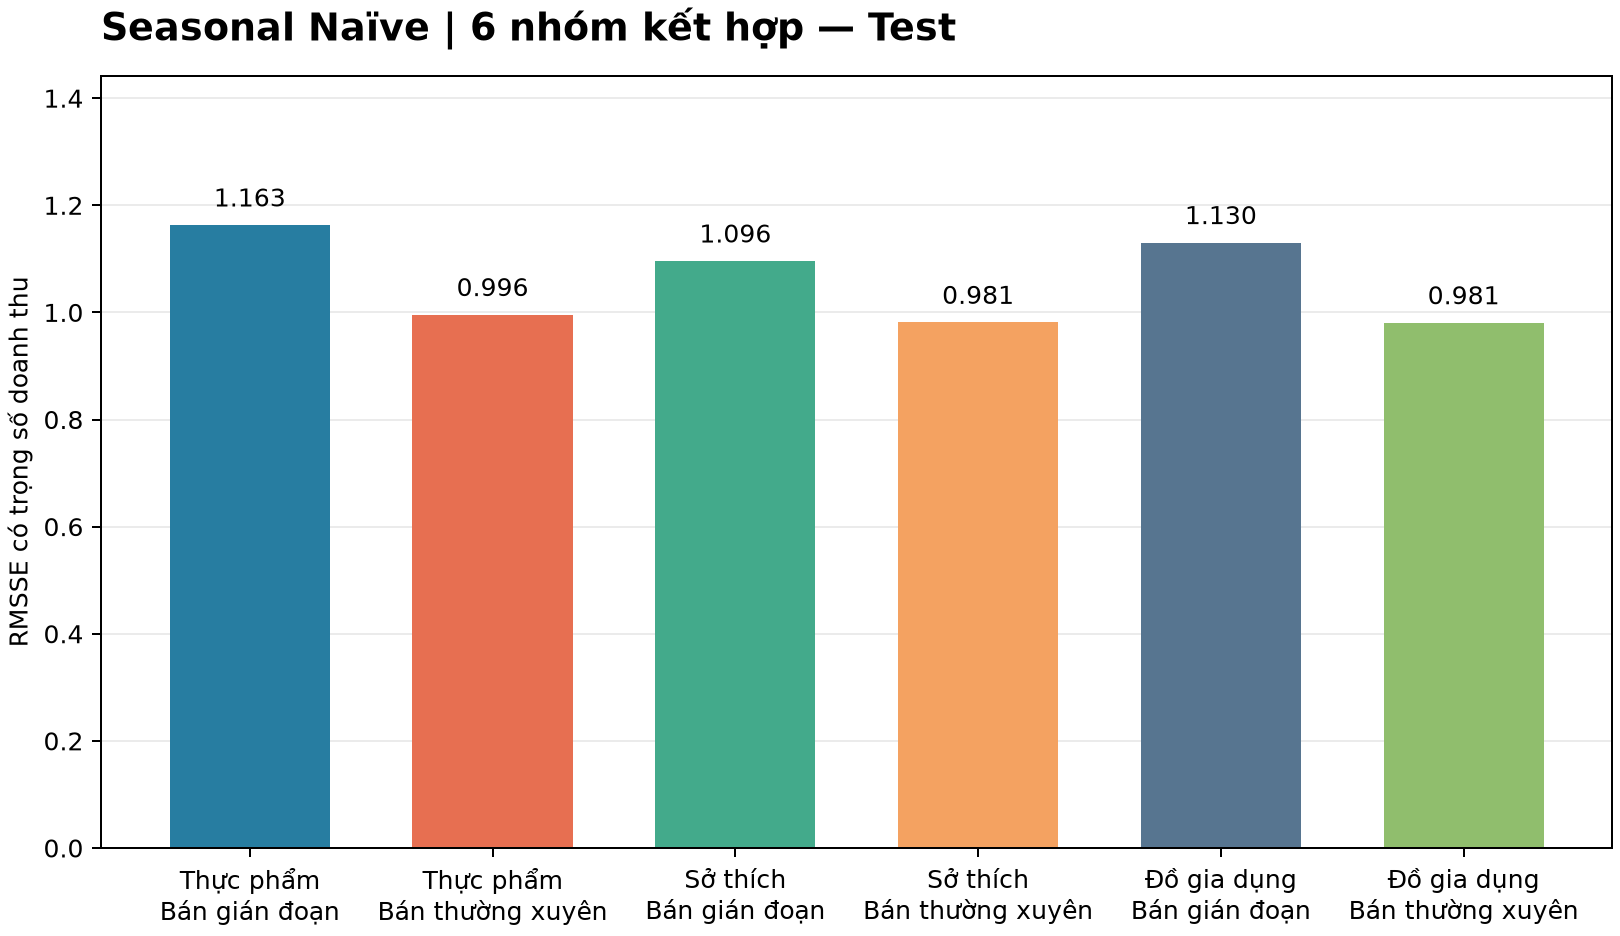 Seasonal Naïve | 6 nhóm kết hợp — Test
RMSSE có trọng số doanh thu
1.4
1.2
1.0
0.8
0.6
0.4
0.2
0.0
1.163
0.996
1.096
0.981
1.130
0.981
Thực phẩm
Bán gián đoạn
Thực phẩm
Bán thường xuyên
Sở thích
Bán gián đoạn
Sở thích
Bán thường xuyên
Đồ gia dụng
Bán gián đoạn
Đồ gia dụng
Bán thường xuyên